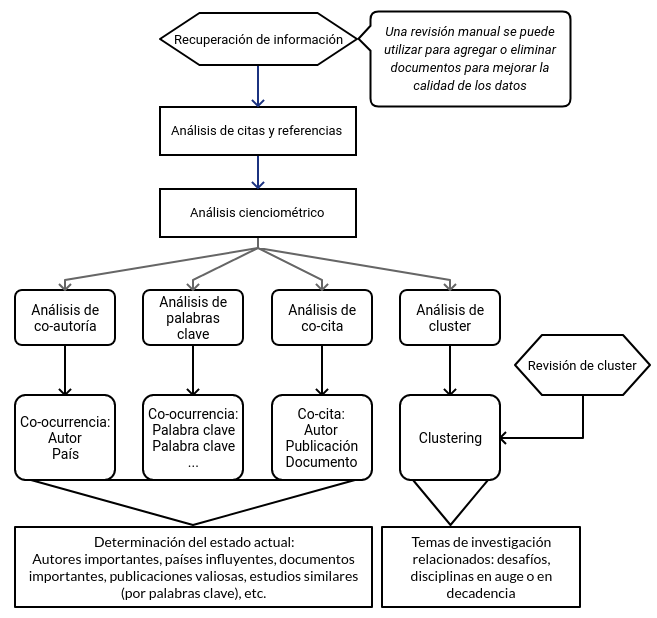 Recuperación de información
Una revisión manual se puede
utilizar para agregar o eliminar
documentos para mejorar la
calidad de los datos
Análisis de citas y referencias
Análisis cienciométrico
Análisis de
co-autoría
Análisis de
palabras
clave
Análisis de
co-cita
Análisis de
cluster
Revisión de cluster
Co-ocurrencia:
Autor
País
Co-ocurrencia:
Palabra clave
Palabra clave
...
Co-cita:
Autor
Publicación
Documento
Clustering
Determinación del estado actual:
Autores importantes, países influyentes, documentos
importantes, publicaciones valiosas, estudios similares
(por palabras clave), etc.
Temas de investigación
relacionados: desafíos,
disciplinas en auge o en
decadencia